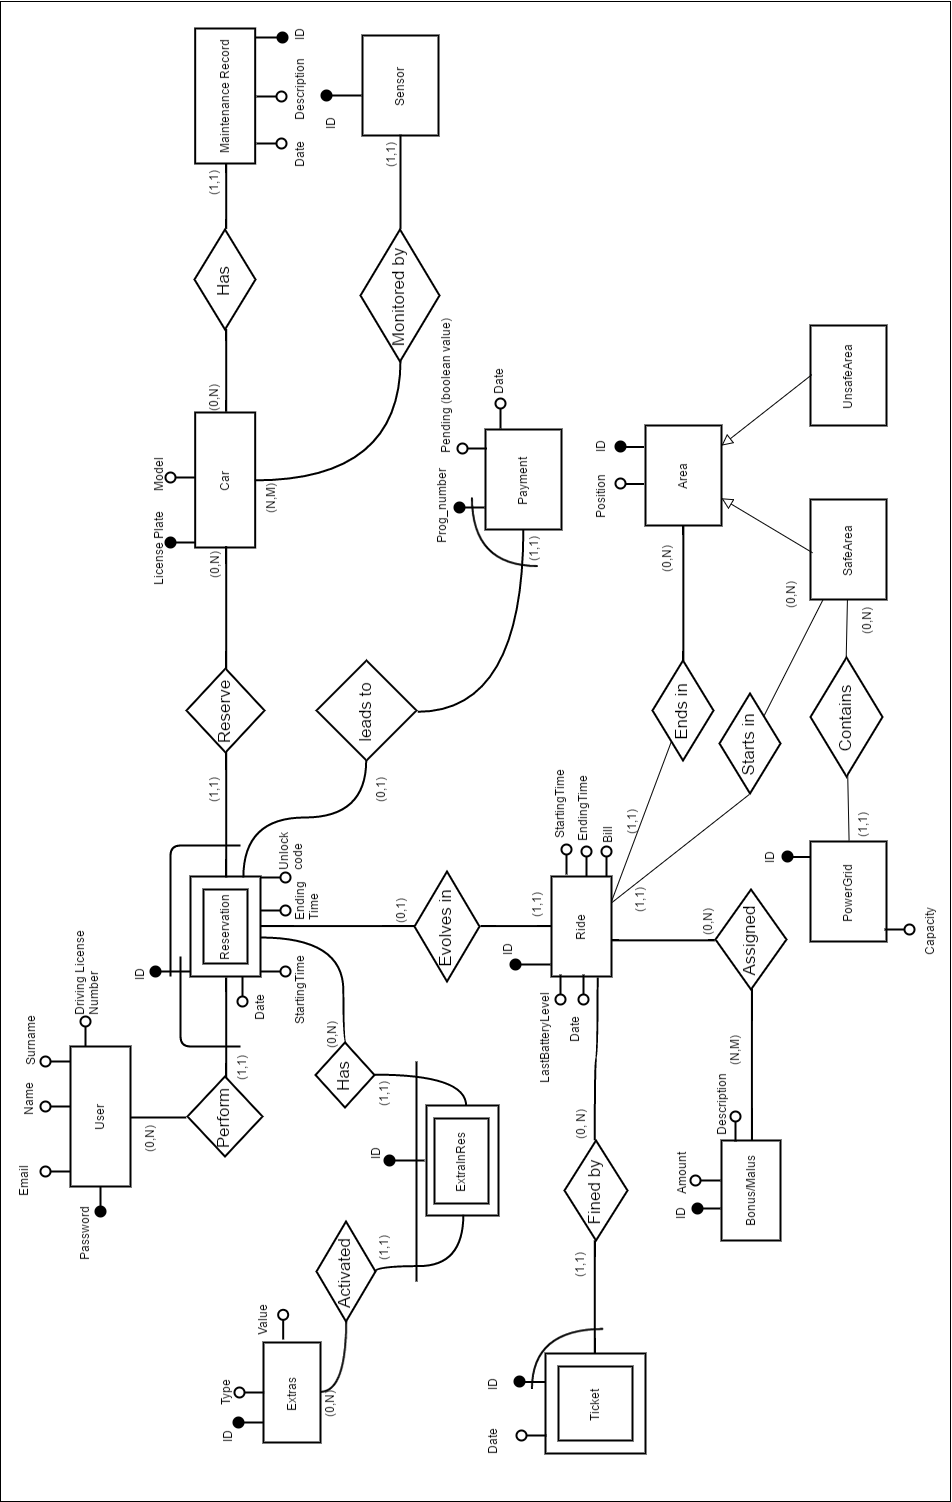 Password
Email
Name
Surname
Driving License
Number
User
(0,N)
Perform
(1,1)
ID
Date
StartingTime
Ending
Time
Unlock
code
Reservation
(1,1)
Reserve
(0,N)
License Plate
Model
Car
(0,N)
Has
(1,1)
Maintenance Record
Date
Description
ID
(N,M)
Monitored by
(1,1)
Sensor
ID
(0,1)
leads to
(1,1)
Prog_number
Pending (boolean value)
Date
Payment
(0,N)
Has
(1,1)
ID
ExtraInRes
(1,1)
Activated
(0,N)
ID
Type
Value
Extras
(0,1)
Evolves in
(1,1)
ID
LastBatteryLevel
Date
StartingTime
EndingTime
Bill
Ride
(0, N)
Fined by
(1,1)
Date
ID
Ticket
(0,N)
Assigned
(N,M)
ID
Amount
Description
Bonus/Malus
(1,1)
Ends in
(0,N)
Position
ID
Area
(1,1)
Starts in
(0,N)
SafeArea
UnsafeArea
(0,N)
Contains
(1,1)
ID
PowerGrid
Capacity